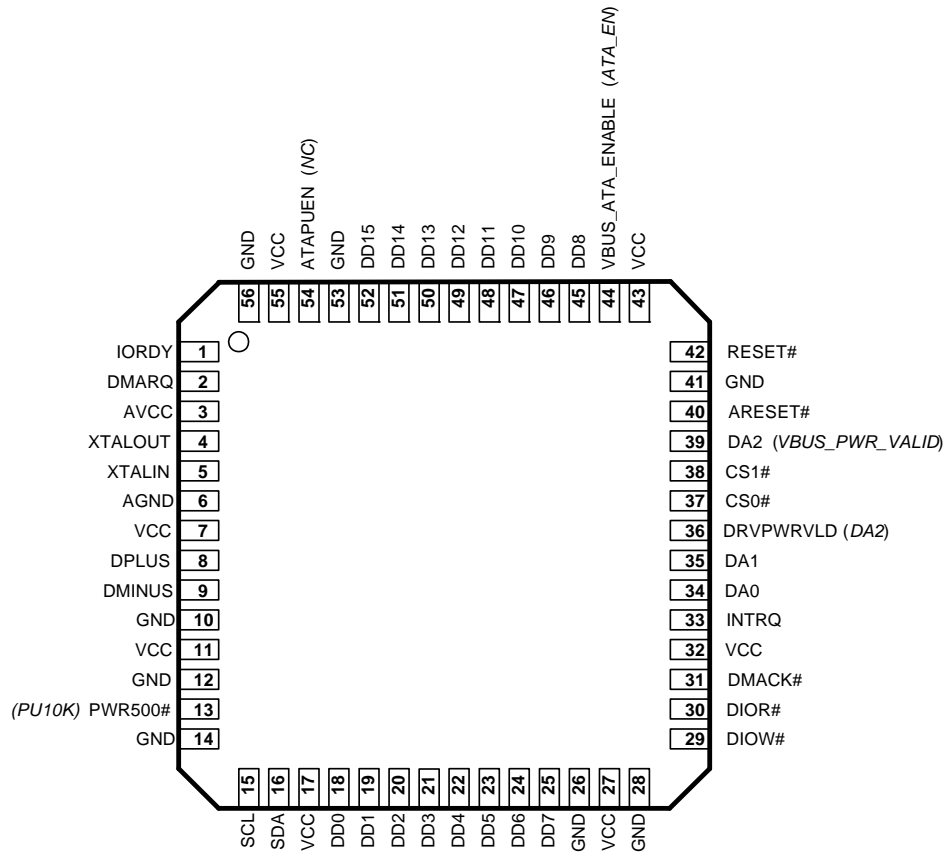 GND
VCC
ATAPUEN (NC)
GND
DD15
DD14
DD13
DD12
DD11
DD10
DD9
DD8
VBUS_ATA_ENABLE (ATA_EN)
VCC
56
55
54
53
52
51
50
49
48
47
46
45
44
43
IORDY 1
DMARQ 2
AVCC 3
XTALOUT 4
XTALIN 5
AGND 6
VCC 7
DPLUS 8
DMINUS 9
GND 10
VCC 11
GND 12
(PU10K) PWR500# 13
GND 14
42 RESET#
41 GND
40 ARESET#
39 DA2 (VBUS_PWR_VALID)
38 CS1#
37 CS0#
36 DRVPWRVLD (DA2)
35 DA1
34 DA0
33 INTRQ
32 VCC
31 DMACK#
30 DIOR#
29 DIOW#
15
16
17
18
19
20
21
22
23
24
25
26
27
28
SCL
SDA
VCC
DD0
DD1
DD2
DD3
DD4
DD5
DD6
DD7
GND
VCC
GND